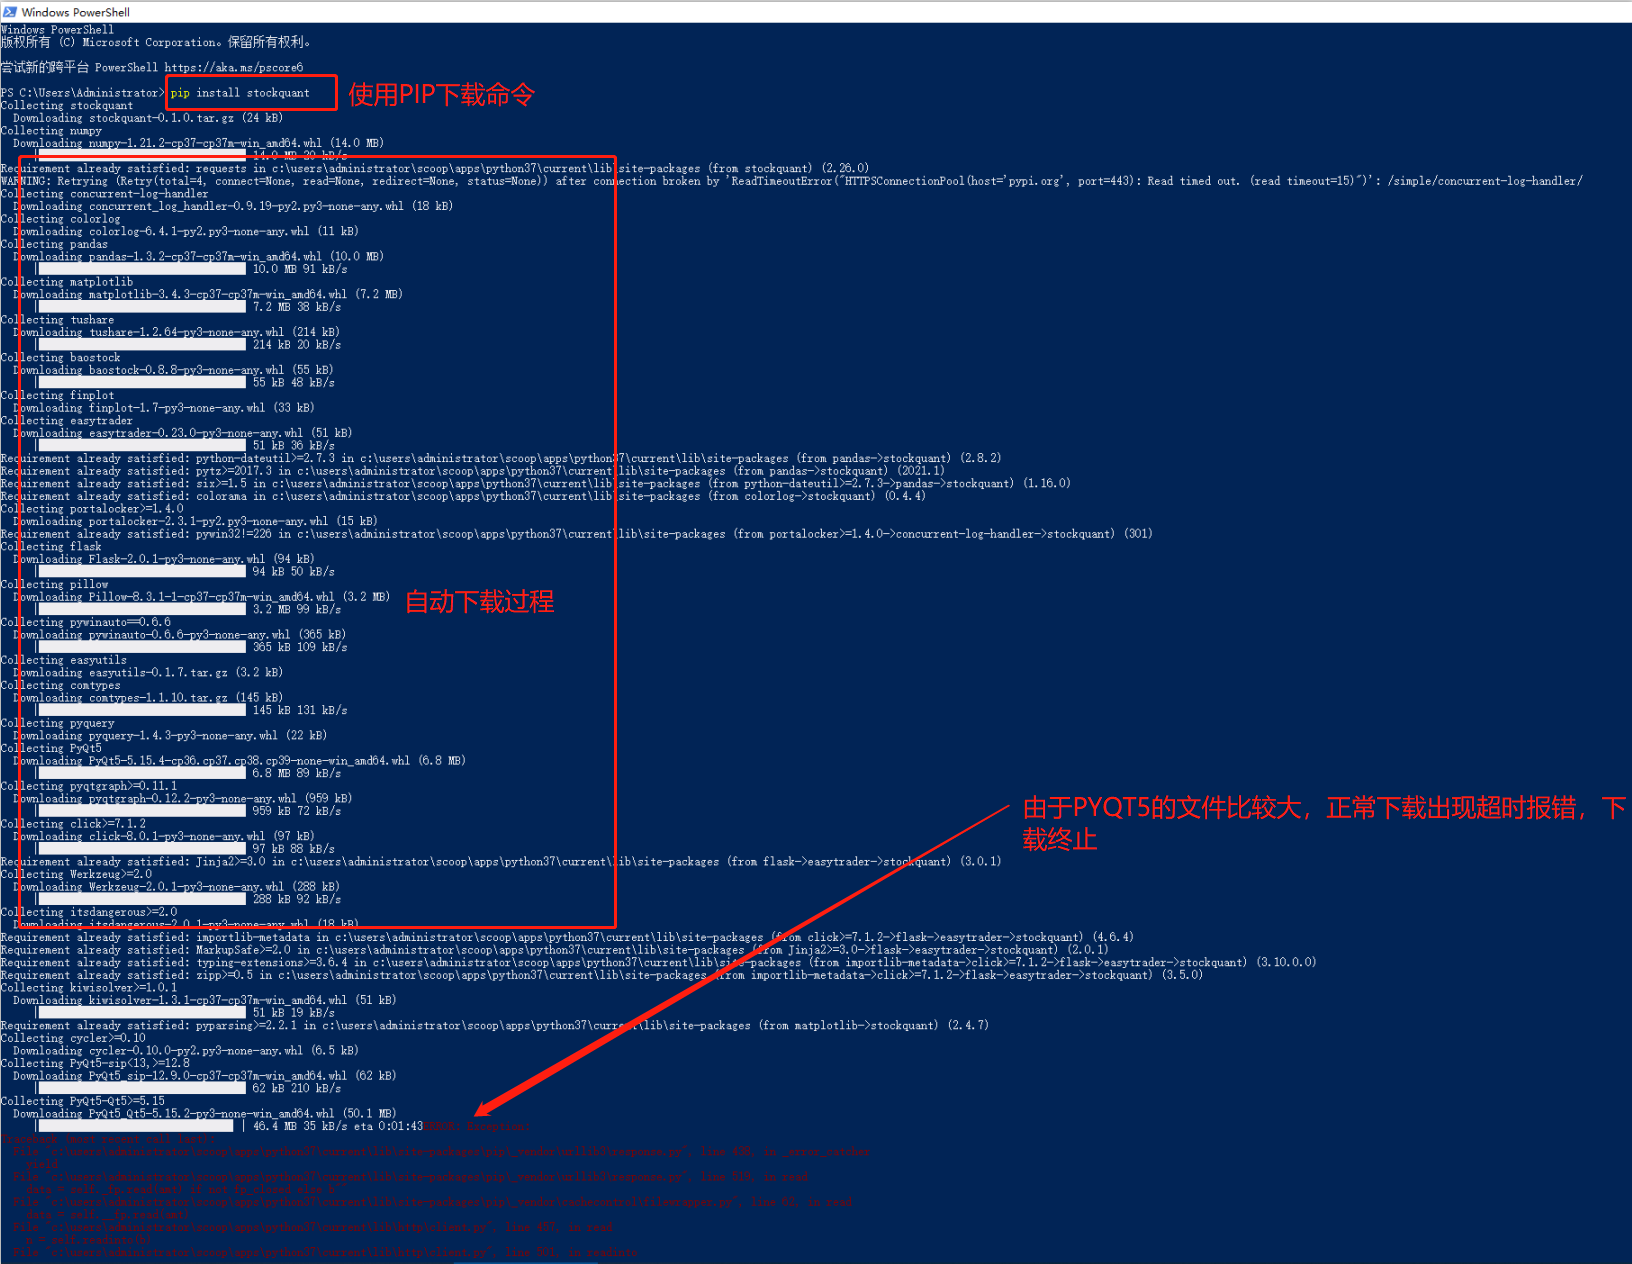 Windows PowerShell
Windows PowerShell
版权所有 (C) Microsoft Corporation。保留所有权利。
尝试新的跨平台 PowerShell https://aka.ms/pscore6
PS C:\Users\Administrator> pip install stockquant
使用PIP下载命令
Collecting stockquant
Downloading stockquant-0.1.0.tar.gz (24 kB)
Collecting numpy
Downloading numpy-1.21.2-cp37-cp37m-win_amd64.whl (14.0 MB)
14.0 MB 20 kB/s
Requirement already satisfied: requests in c:\users\administrator\scoop\apps\python37\current\lib\site-packages (from stockquant) (2.26.0)
WARNING: Retrying (Retry(total=4, connect=None, read=None, redirect=None, status=None)) after connection broken by 'ReadTimeoutError("HTTPSConnectionPool(host='pypi.org', port=443): Read timed out. (read timeout=15)")': /simple/concurrent-log-handler/
Collecting concurrent-log-handler
Downloading concurrent_log_handler-0.9.19-py2.py3-none-any.whl (18 kB)
Collecting colorlog
Downloading colorlog-6.4.1-py2.py3-none-any.whl (11 kB)
Collecting pandas
Downloading pandas-1.3.2-cp37-cp37m-win_amd64.whl (10.0 MB)
10.0 MB 91 kB/s
Collecting matplotlib
Downloading matplotlib-3.4.3-cp37-cp37m-win_amd64.whl (7.2 MB)
7.2 MB 38 kB/s
Collecting tushare
Downloading tushare-1.2.64-py3-none-any.whl (214 kB)
214 kB 20 kB/s
Collecting baostock
Downloading baostock-0.8.8-py3-none-any.whl (55 kB)
55 kB 48 kB/s
Collecting finplot
Downloading finplot-1.7-py3-none-any.whl (33 kB)
Collecting easytrader
Downloading easytrader-0.23.0-py3-none-any.whl (51 kB)
51 kB 36 kB/s
Requirement already satisfied: python-dateutil>=2.7.3 in c:\users\administrator\scoop\apps\python37\current\lib\site-packages (from pandas->stockquant) (2.8.2)
Requirement already satisfied: pytz>=2017.3 in c:\users\administrator\scoop\apps\python37\current\lib\site-packages (from pandas->stockquant) (2021.1)
Requirement already satisfied: six>=1.5 in c:\users\administrator\scoop\apps\python37\current\lib\site-packages (from python-dateutil>=2.7.3->pandas->stockquant) (1.16.0)
Requirement already satisfied: colorama in c:\users\administrator\scoop\apps\python37\current\lib\site-packages (from colorlog->stockquant) (0.4.4)
Collecting portalocker>=1.4.0
Downloading portalocker-2.3.1-py2.py3-none-any.whl (15 kB)
Requirement already satisfied: pywin32!=226 in c:\users\administrator\scoop\apps\python37\current\lib\site-packages (from portalocker>=1.4.0->concurrent-log-handler->stockquant) (301)
Collecting flask
Downloading Flask-2.0.1-py3-none-any.whl (94 kB)
94 kB 50 kB/s
Collecting pillow
Downloading Pillow-8.3.1-1-cp37-cp37m-win_amd64.whl (3.2 MB)
自动下载过程
3.2 MB 99 kB/s
Collecting pywinauto==0.6.6
Downloading pywinauto-0.6.6-py3-none-any.whl (365 kB)
365 kB 109 kB/s
Collecting easyutils
Downloading easyutils-0.1.7.tar.gz (3.2 kB)
Collecting comtypes
Downloading comtypes-1.1.10.tar.gz (145 kB)
145 kB 131 kB/s
Collecting pyquery
Downloading pyquery-1.4.3-py3-none-any.whl (22 kB)
Collecting PyQt5
Downloading PyQt5-5.15.4-cp36.cp37.cp38.cp39-none-win_amd64.whl (6.8 MB)
6.8 MB 89 kB/s
Collecting pyqtgraph>=0.11.1
Downloading pyqtgraph-0.12.2-py3-none-any.whl (959 kB)
959 kB 72 kB/s
由于PYQT5的文件比较大，正常下载出现超时报错，下
载终止
Collecting click>=7.1.2
Downloading click-8.0.1-py3-none-any.whl (97 kB)
97 kB 88 kB/s
Requirement already satisfied: Jinja2>=3.0 in c:\users\administrator\scoop\apps\python37\current\lib\site-packages (from flask->easytrader->stockquant) (3.0.1)
Collecting Werkzeug>=2.0
Downloading Werkzeug-2.0.1-py3-none-any.whl (288 kB)
288 kB 92 kB/s
Collecting itsdangerous>=2.0
Downloading itsdangerous-2.0.1-py3-none-any.whl (18 kB)
Requirement already satisfied: importlib-metadata in c:\users\administrator\scoop\apps\python37\current\lib\site-packages (from click>=7.1.2->flask->easytrader->stockquant) (4.6.4)
Requirement already satisfied: MarkupSafe>=2.0 in c:\users\administrator\scoop\apps\python37\current\lib\site-packages (from Jinja2>=3.0->flask->easytrader->stockquant) (2.0.1)
Requirement already satisfied: typing-extensions>=3.6.4 in c:\users\administrator\scoop\apps\python37\current\lib\site-packages (from importlib-metadata->click>=7.1.2->flask->easytrader->stockquant) (3.10.0.0)
Requirement already satisfied: zipp>=0.5 in c:\users\administrator\scoop\apps\python37\current\lib\site-packages (from importlib-metadata->click>=7.1.2->flask->easytrader->stockquant) (3.5.0)
Collecting kiwisolver>=1.0.1
Downloading kiwisolver-1.3.1-cp37-cp37m-win_amd64.whl (51 kB)
51 kB 19 kB/s
Requirement already satisfied: pyparsing>=2.2.1 in c:\users\administrator\scoop\apps\python37\current\lib\site-packages (from matplotlib->stockquant) (2.4.7)
Collecting cycler>=0.10
Downloading cycler-0.10.0-py2.py3-none-any.whl (6.5 kB)
Collecting PyQt5-sip<13,>=12.8
Downloading PyQt5_sip-12.9.0-cp37-cp37m-win_amd64.whl (62 kB)
62 kB 210 kB/s
Collecting PyQt5-Qt5>=5.15
Downloading PyQt5_Qt5-5.15.2-py3-none-win_amd64.whl (50.1 MB)
| 46.4 MB 35 kB/s eta 0:01:43ERROR: Exception:
Traceback (most recent call last):